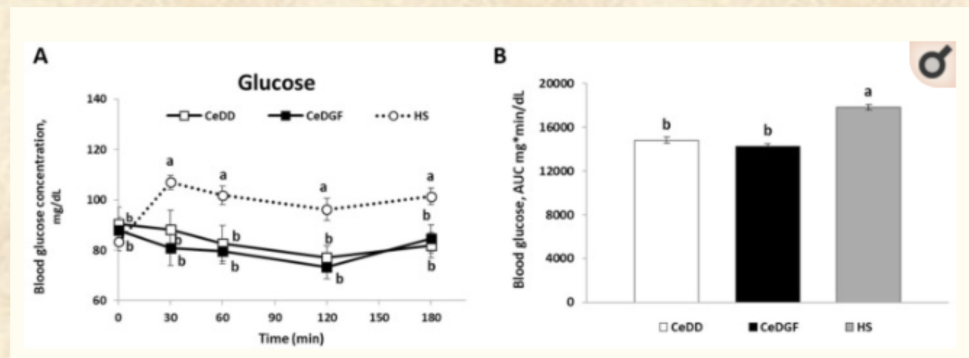 A
Glucose
CeDD CeDGF HS
Blood glucose concentration,
mg/dL
140
120
100
80
60
a a a a
b b b b
b b b b
0 30 60 90 120 150 180
Time (min)
B
Blood glucose, AUC mg*min/dL
20000
16000
12000
8000
4000
0
b b a
CeDD CeDGF HS